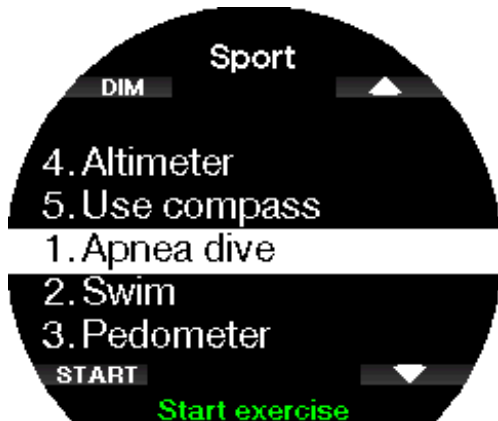 Sport
DIM
4. Altimeter
5. Use compass
1. Apnea dive
2. Swim
3. Pedometer
START
Start exercise